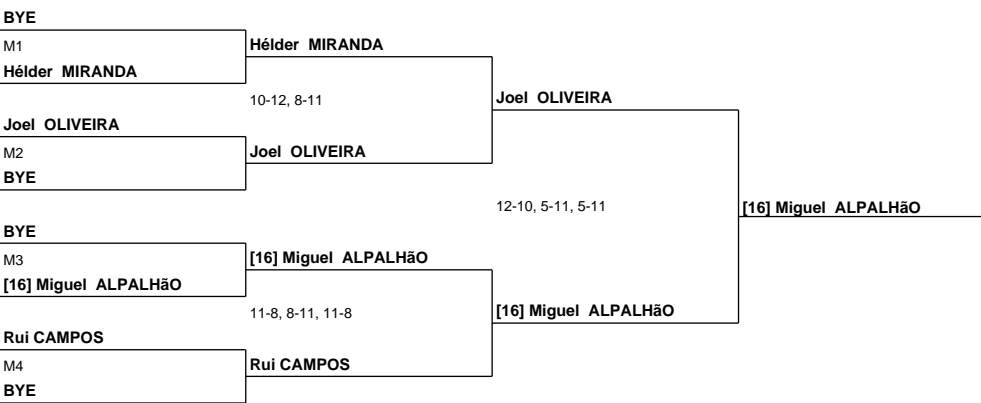 BYE
M1
Hélder MIRANDA
Hélder MIRANDA
10-12, 8-11
Joel OLIVEIRA
Joel OLIVEIRA
M2
Joel OLIVEIRA
BYE
12-10, 5-11, 5-11
[16] Miguel ALPALHãO
BYE
M3
[16] Miguel ALPALHãO
[16] Miguel ALPALHãO
11-8, 8-11, 11-8
[16] Miguel ALPALHãO
Rui CAMPOS
M4
Rui CAMPOS
BYE